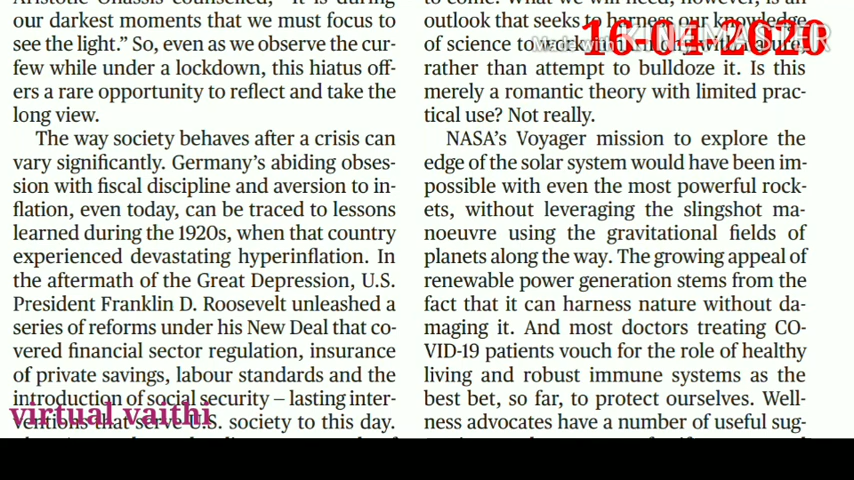 Aristotle Onassis counselled, "It is during
our darkest moments that we must focus to
see the light." So, even as we observe the cur-
few while under a lockdown, this hiatus off-
ers a rare opportunity to reflect and take the
long view.
The way society behaves after a crisis can
vary significantly. Germany's abiding obses-
sion with fiscal discipline and aversion to in-
flation, even today, can be traced to lessons
learned during the 1920s, when that country
experienced devastating hyperinflation. In
the aftermath of the Great Depression, U.S.
President Franklin D. Roosevelt unleashed a
series of reforms under his New Deal that co-
vered financial sector regulation, insurance
of private savings, labour standards and the
introduction of social security – lasting inter-
ventions that serve U.S. society to this day.
virtual vaithi
to come. What we will need, however, is an
outlook that seeks to harness our knowledge
of science to work in
rather than attempt to bulldoze it. Is this
merely a romantic theory with limited prac-
tical use? Not really.
NASA's Voyager mission to explore the
edge of the solar system would have been im-
possible with even the most powerful rock-
ets, without leveraging the slingshot ma-
noeuvre using the gravitational fields of
planets along the way. The growing appeal of
renewable power generation stems from the
fact that it can harness nature without da-
maging it. And most doctors treating CO-
VID-19 patients vouch for the role of healthy
living and robust immune systems as the
best bet, so far, to protect ourselves. Well-
ness advocates have a number of useful sug-
16-04-2020
Made with KINEMASTER